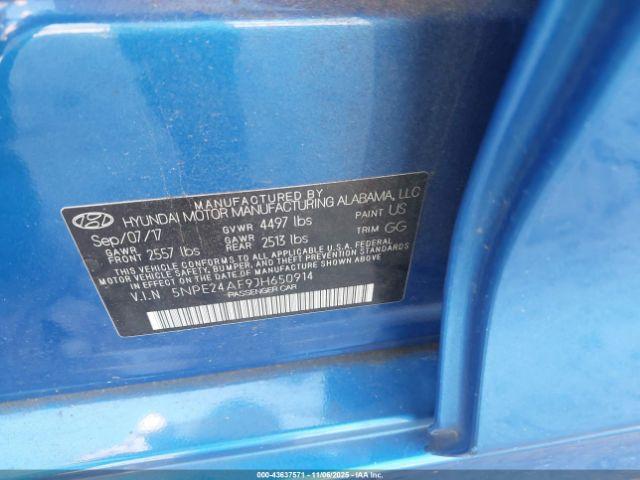 MANUFACTURED BY
HYUNDAI MOTOR MANUFACTURING ALABAMA, LLC
Sep/07/17 GVWR 4497 lbs PAINT US
GAWR FRONT 2557 lbs GAWR REAR 2513 lbs TRIM GG
THIS VEHICLE CONFORMS TO ALL APPLICABLE U.S.A. FEDERAL
MOTOR VEHICLE SAFETY, BUMPER, AND THEFT PREVENTION STANDARDS
IN EFFECT ON THE DATE OF MANUFACTURE SHOWN ABOVE.
V.I.N 5NPE24AF9JH650914
PASSENGER CAR
000-43637571 | 11/06/2025 - IAAI.COM